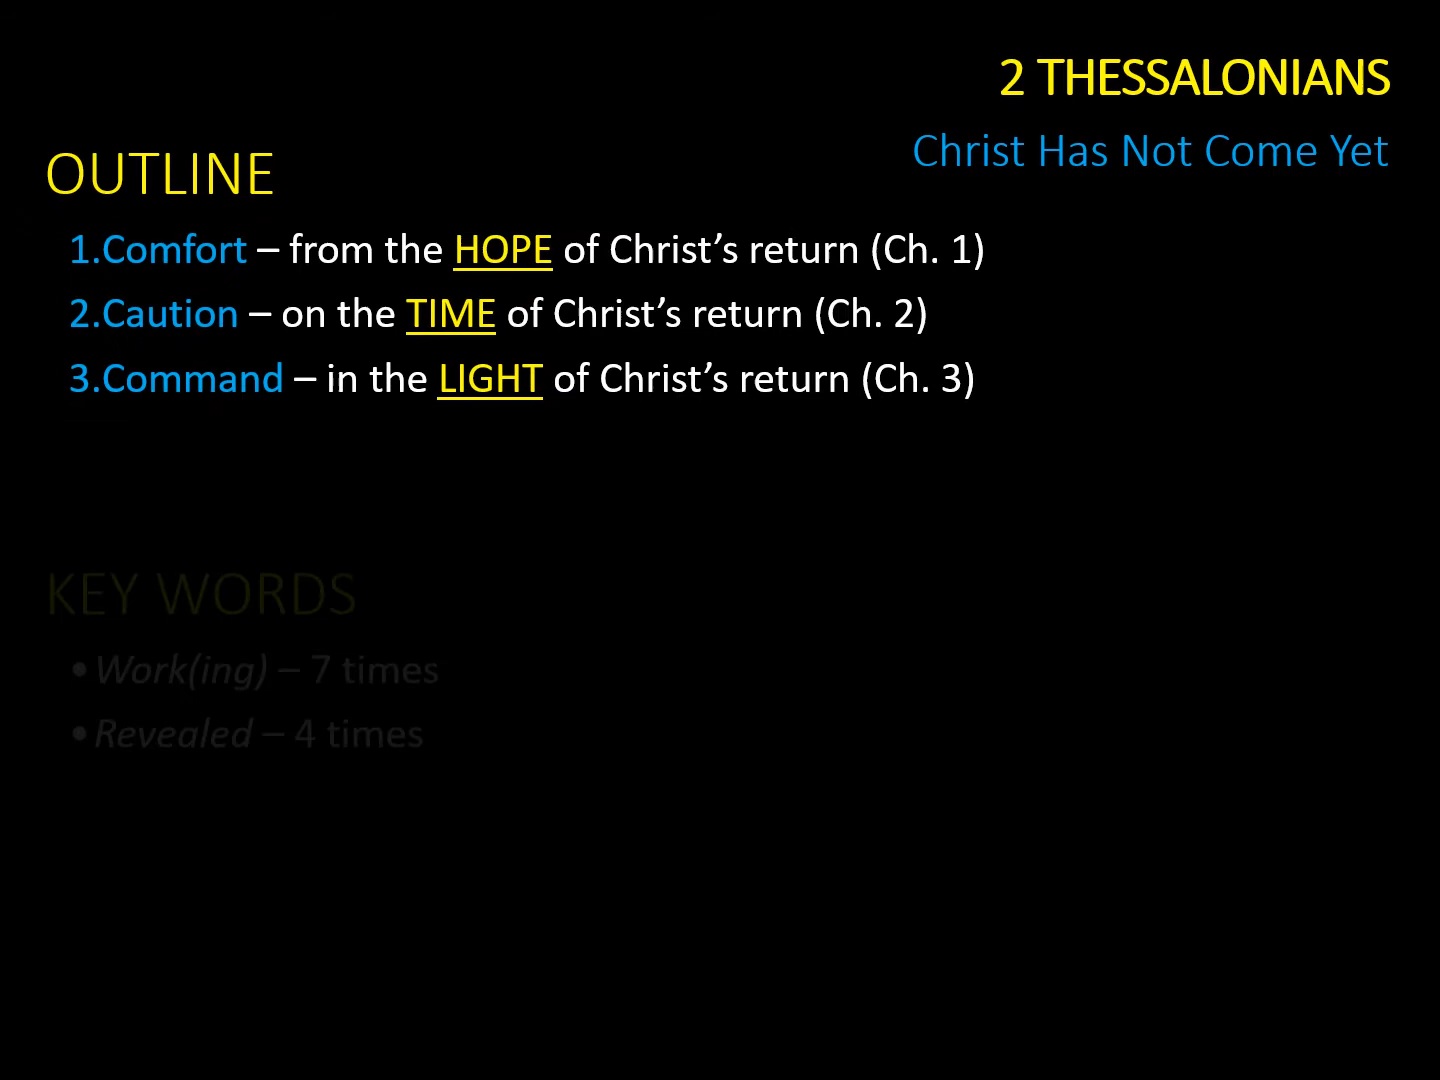 2 THESSALONIANS
Christ Has Not Come Yet
OUTLINE
1.Comfort – from the HOPE of Christ’s return (Ch. 1)
2.Caution – on the TIME of Christ’s return (Ch. 2)
3.Command – in the LIGHT of Christ’s return (Ch. 3)
KEY WORDS
•Work(ing) – 7 times
•Revealed – 4 times